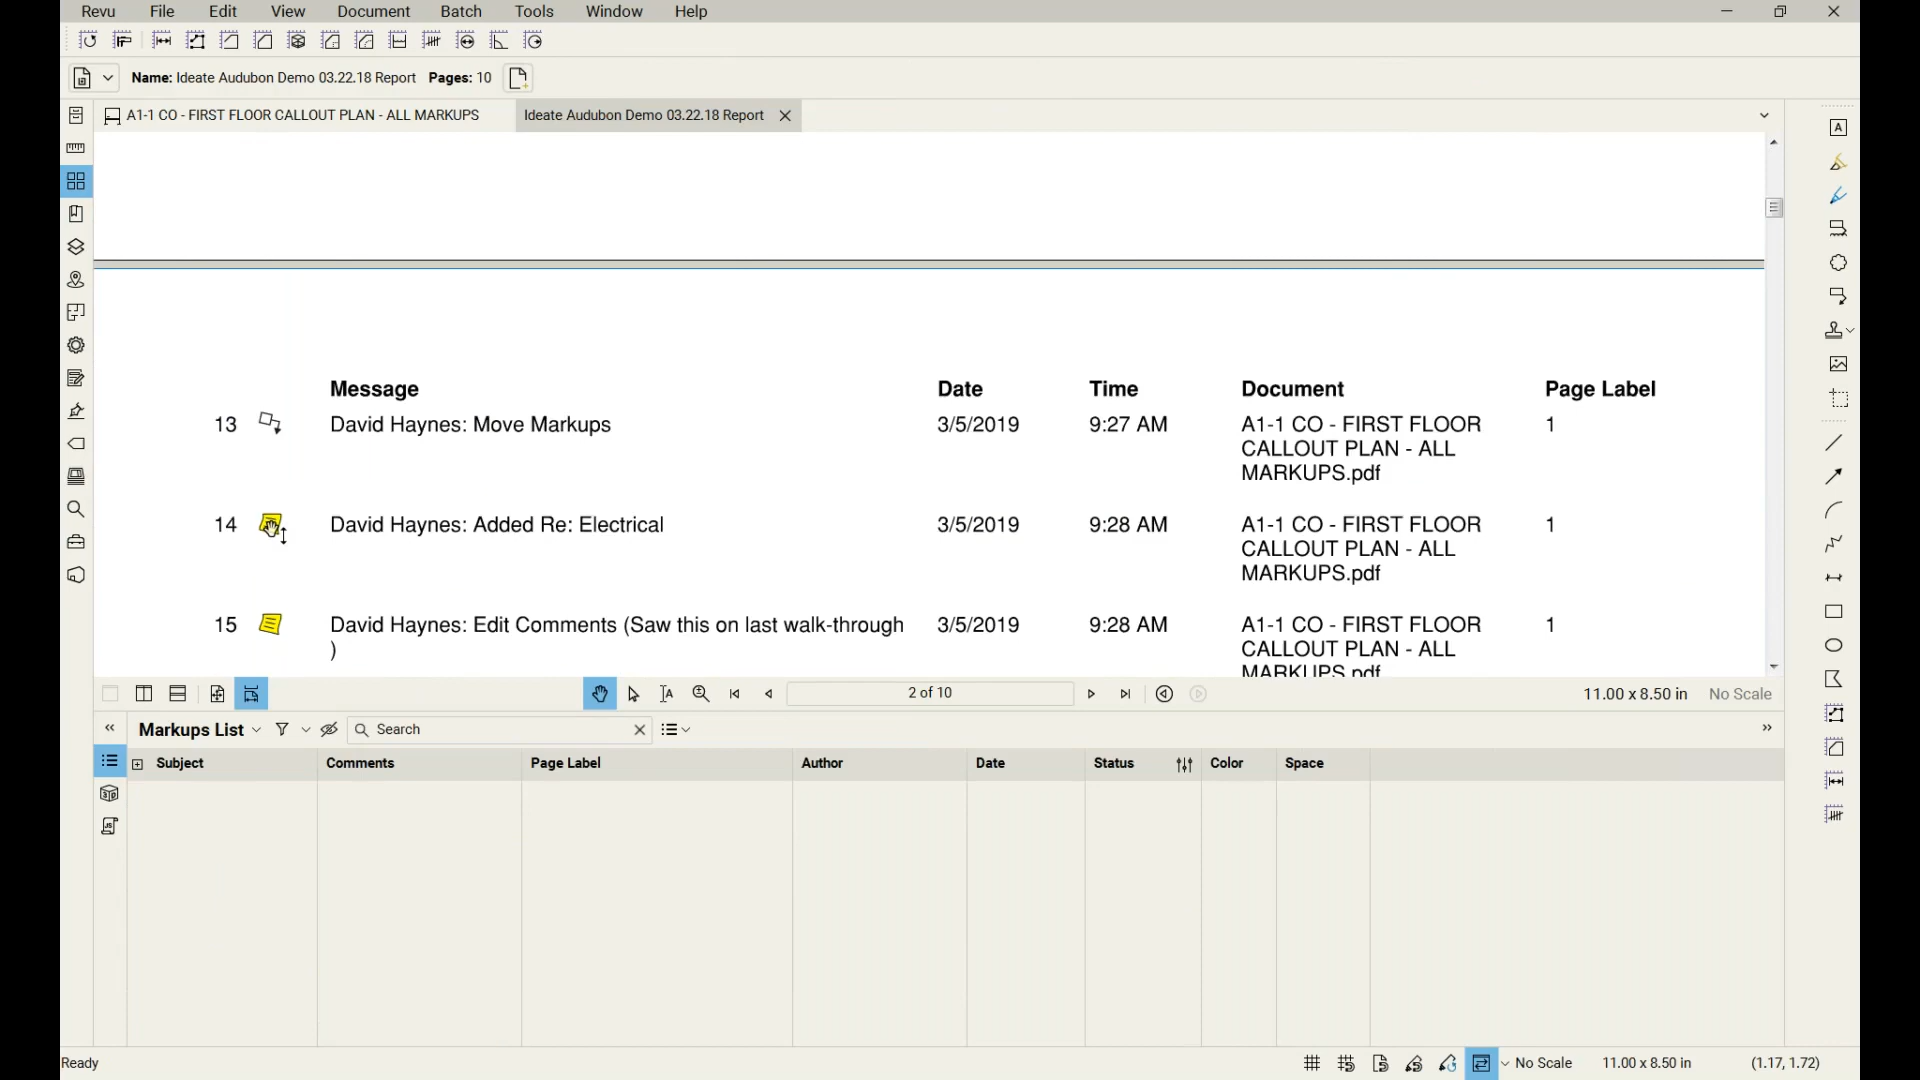 Revu File Edit View Document Batch Tools Window Help
Name: Ideate Audubon Demo 03.22.18 Report Pages: 10
A1-1 CO - FIRST FLOOR CALLOUT PLAN - ALL MARKUPS Ideate Audubon Demo 03.22.18 Report
Message Date Time Document Page Label
13 David Haynes: Move Markups 3/5/2019 9:27 AM A1-1 CO - FIRST FLOOR 1
CALLOUT PLAN - ALL
MARKUPS.pdf
14 David Haynes: Added Re: Electrical 3/5/2019 9:28 AM A1-1 CO - FIRST FLOOR 1
CALLOUT PLAN - ALL
MARKUPS.pdf
15 David Haynes: Edit Comments (Saw this on last walk-through 3/5/2019 9:28 AM A1-1 CO - FIRST FLOOR 1
) CALLOUT PLAN - ALL
MARKUPS.pdf
2 of 10 11.00 x 8.50 in No Scale
Markups List Search
Subject Comments Page Label Author Date Status Color Space
Ready No Scale 11.00 x 8.50 in (1.17, 1.72)